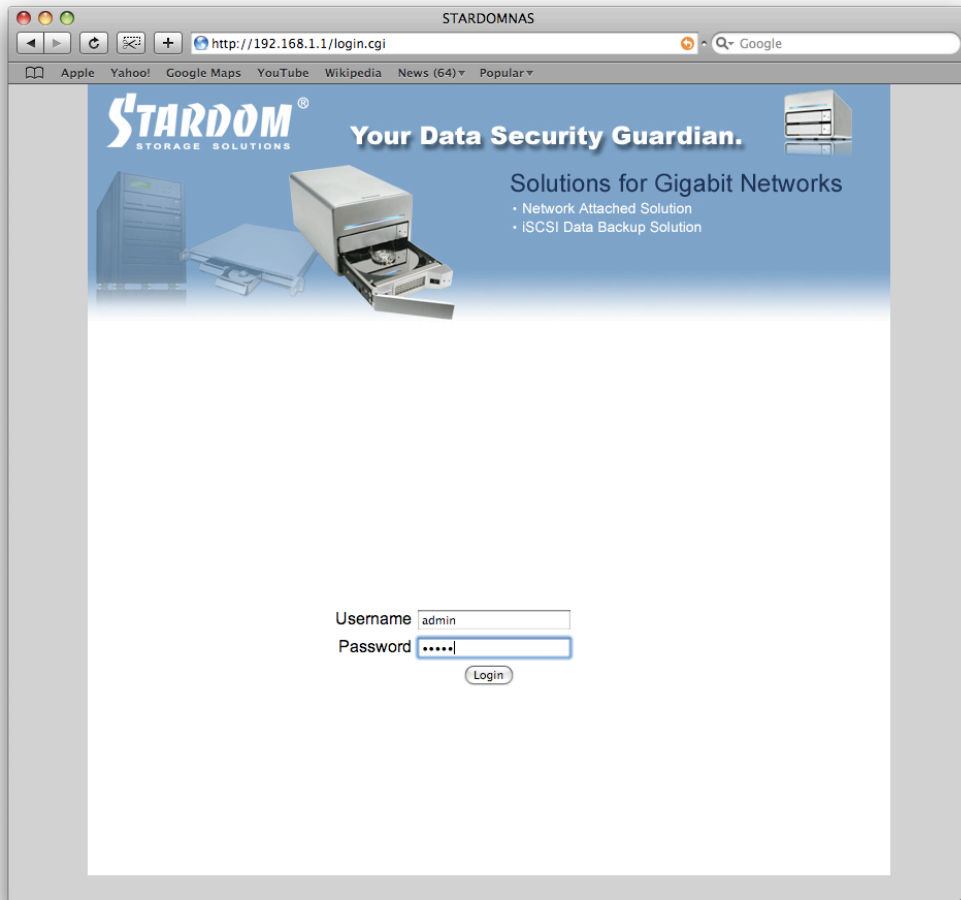 STARDOMNAS
http://192.168.1.1/login.cgi
Google
Apple Yahoo! Google Maps YouTube Wikipedia News (64)▾ Popular▾
STARDOM®
STORAGE SOLUTIONS
Your Data Security Guardian.
Solutions for Gigabit Networks
· Network Attached Solution
· iSCSI Data Backup Solution
Username admin
Password •••••
Login